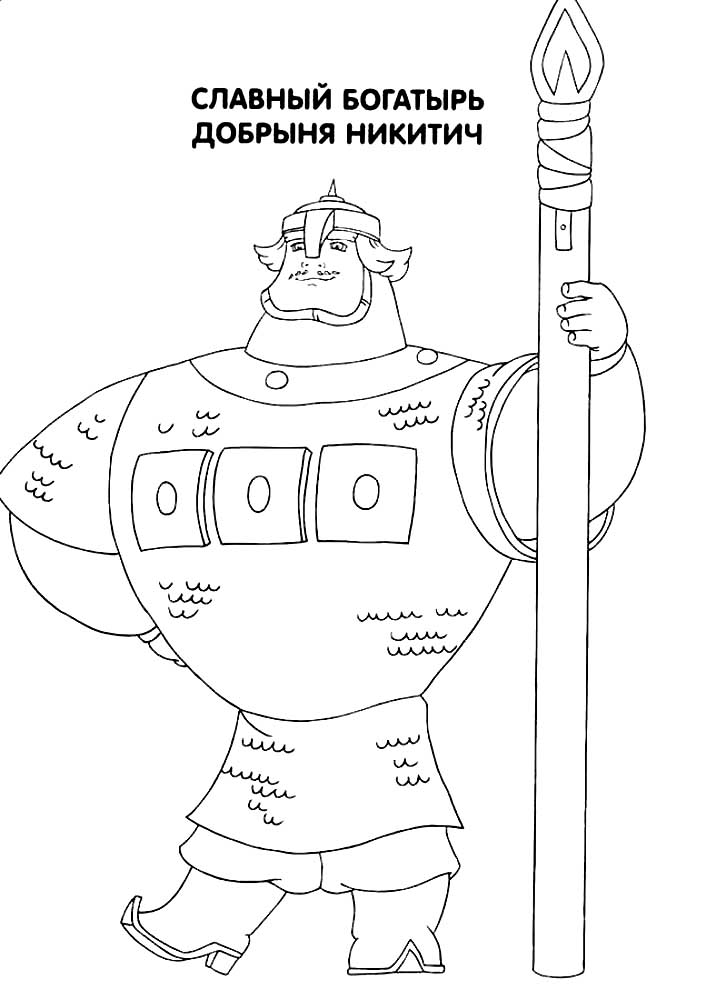 СЛАВНЫЙ БОГАТЫРЬ
ДОБРЫНЯ НИКИТИЧ